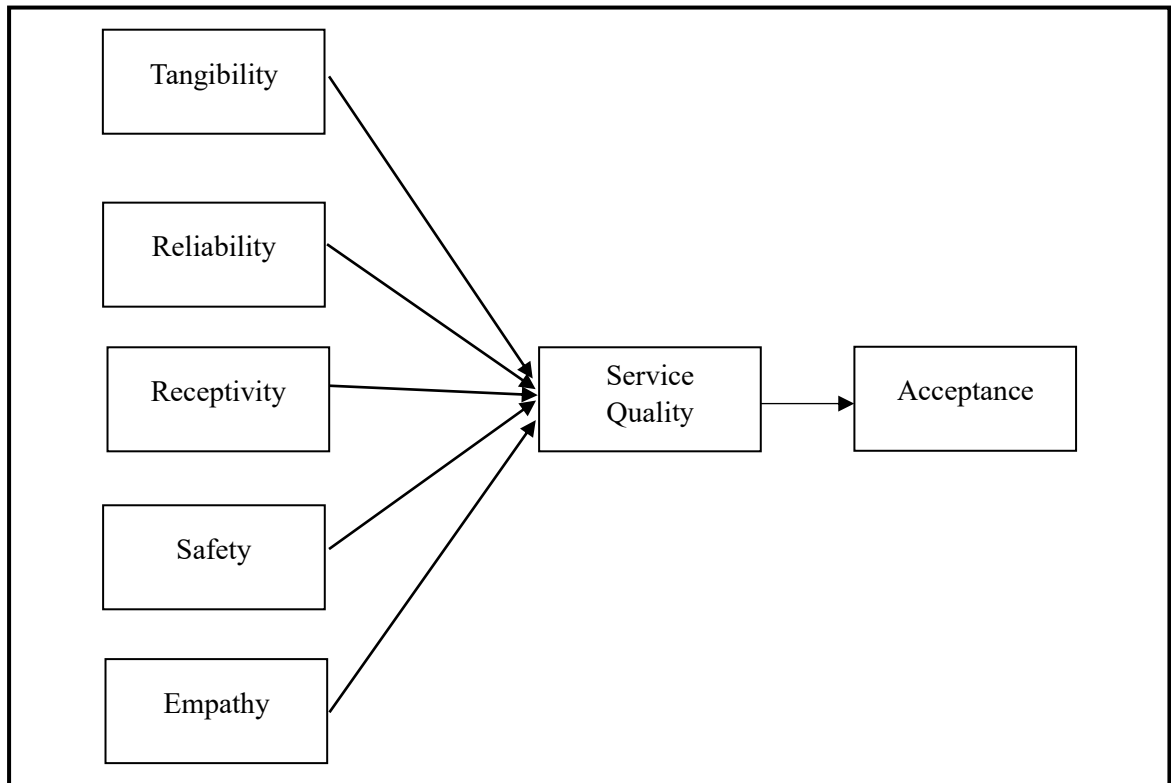 Tangibility
Reliability
Receptivity
Safety
Empathy
Service
Quality
Acceptance